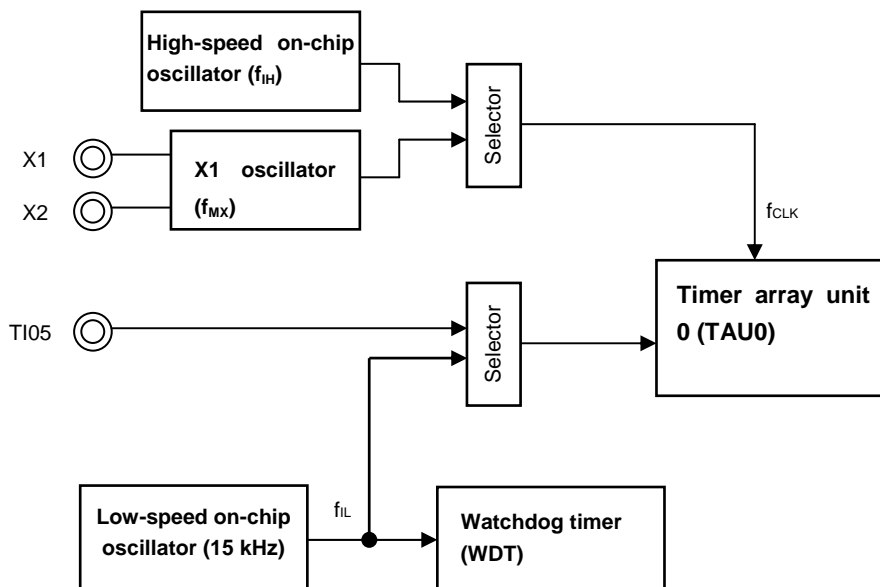 High-speed on-chip
oscillator (fIH)
Selector
X1
X1 oscillator
(fMX)
X2
fCLK
Timer array unit
0 (TAU0)
TI05
Selector
Low-speed on-chip
oscillator (15 kHz)
fIL
Watchdog timer
(WDT)